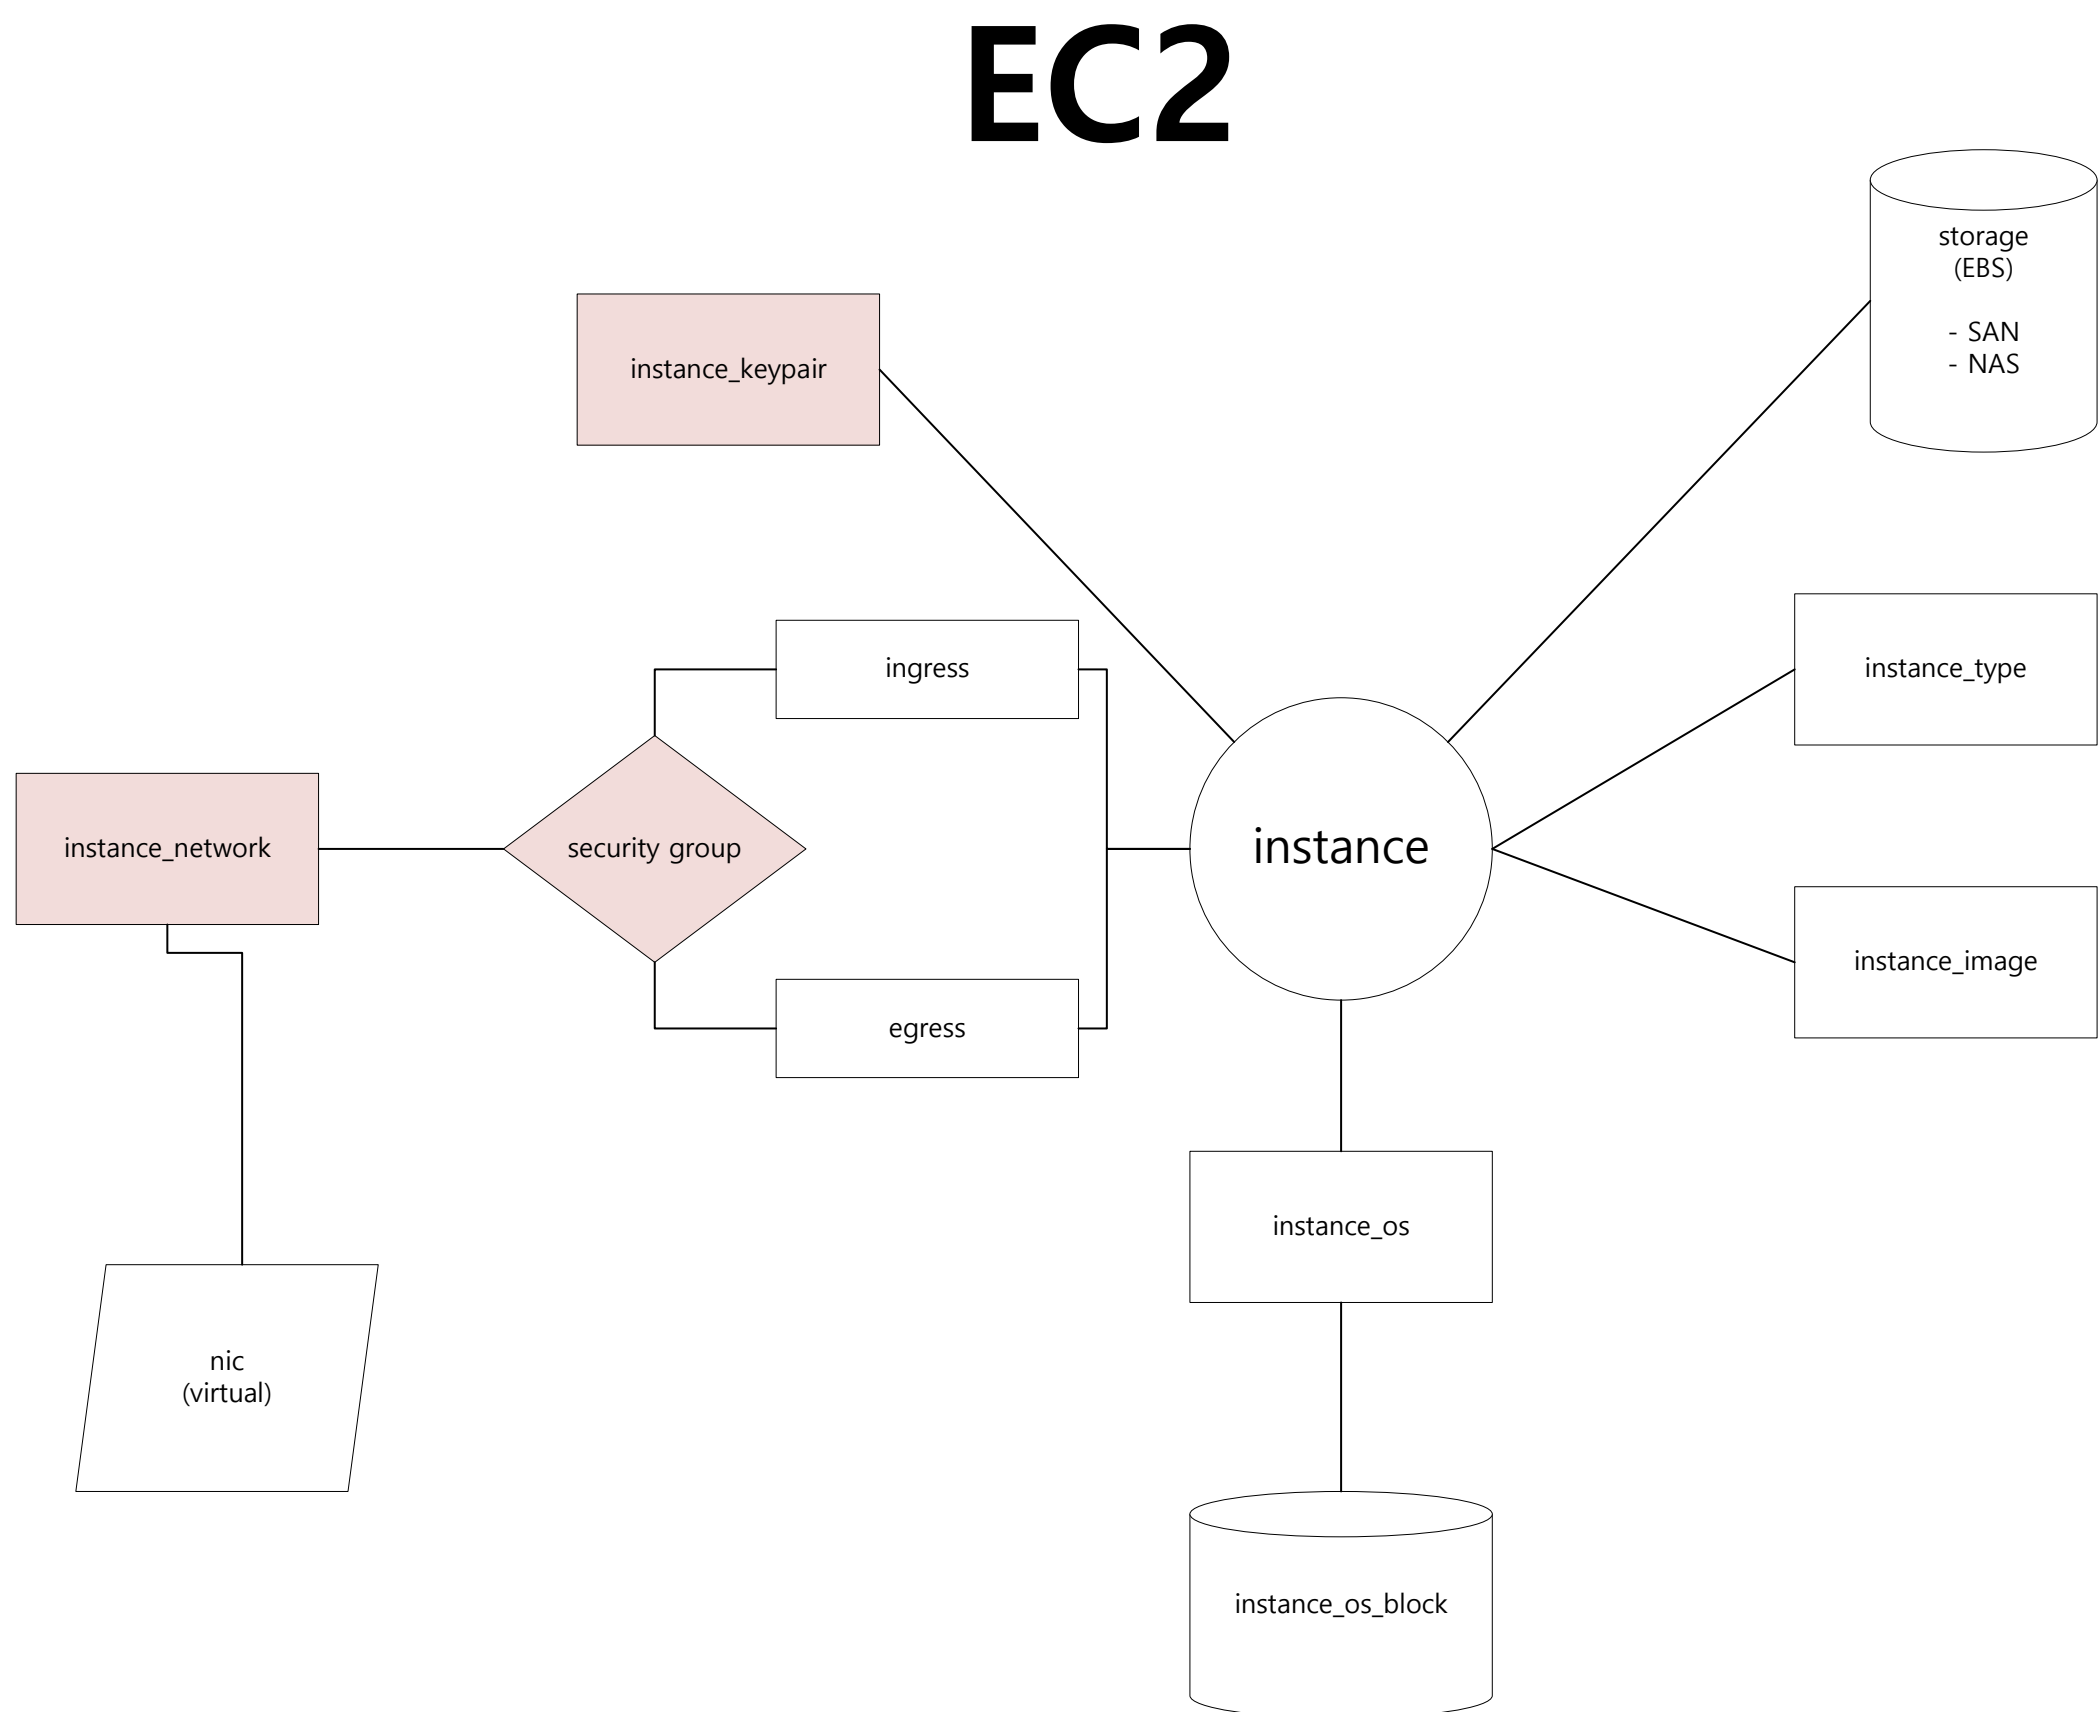 EC2
storage
(EBS)
- SAN
- NAS
instance_keypair
ingress
instance_type
instance_network
security group
instance
instance_image
egress
instance_os
nic
(virtual)
instance_os_block